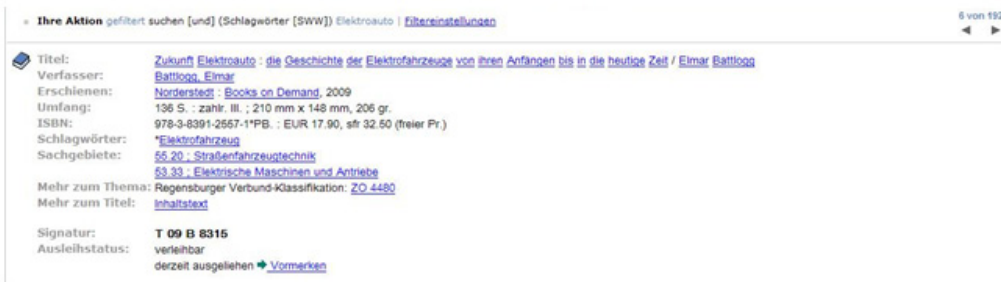 Ihre Aktion gefiltert suchen [und] (Schlagwörter [SWW]) Elektroauto | Filtereinstellungen
6 von 192
Titel: Zukunft Elektroauto : die Geschichte der Elektrofahrzeuge von ihren Anfängen bis in die heutige Zeit / Elmar Battlogg
Verfasser: Battlogg, Elmar
Erschienen: Norderstedt : Books on Demand, 2009
Umfang: 136 S. : zahlr. Ill. ; 210 mm x 148 mm, 206 gr.
ISBN: 978-3-8391-2557-1*PB. : EUR 17.90, sfr 32.50 (freier Pr.)
Schlagwörter: *Elektrofahrzeug
Sachgebiete: 55.20 ; Straßenfahrzeugtechnik
53.33 ; Elektrische Maschinen und Antriebe
Mehr zum Thema: Regensburger Verbund-Klassifikation: ZO 4480
Mehr zum Titel: Inhaltstext
Signatur: T 09 B 8315
Ausleihstatus: verleihbar
derzeit ausgeliehen Vormerken